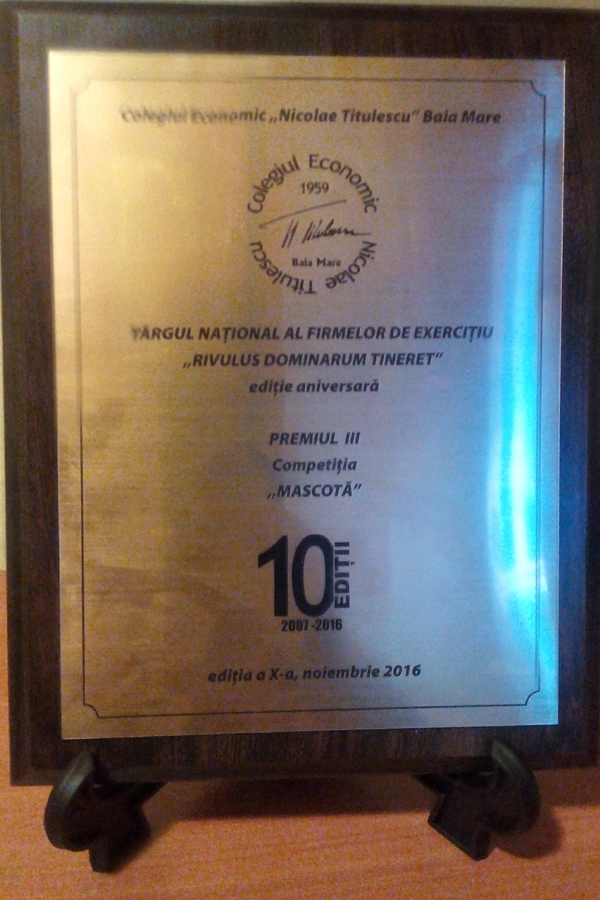 Colegiul Economic „Nicolae Titulescu” Baia Mare
Colegiul Economic
1959
Baia Mare
Nicolae Titulescu
TÂRGUL NAȚIONAL AL FIRMELOR DE EXERCIȚIU
„RIVULUS DOMINARUM TINERET”
ediție aniversară
PREMIUL III
Competiția
„MASCOTĂ”
10 EDIȚII
2007-2016
ediția a X-a, noiembrie 2016